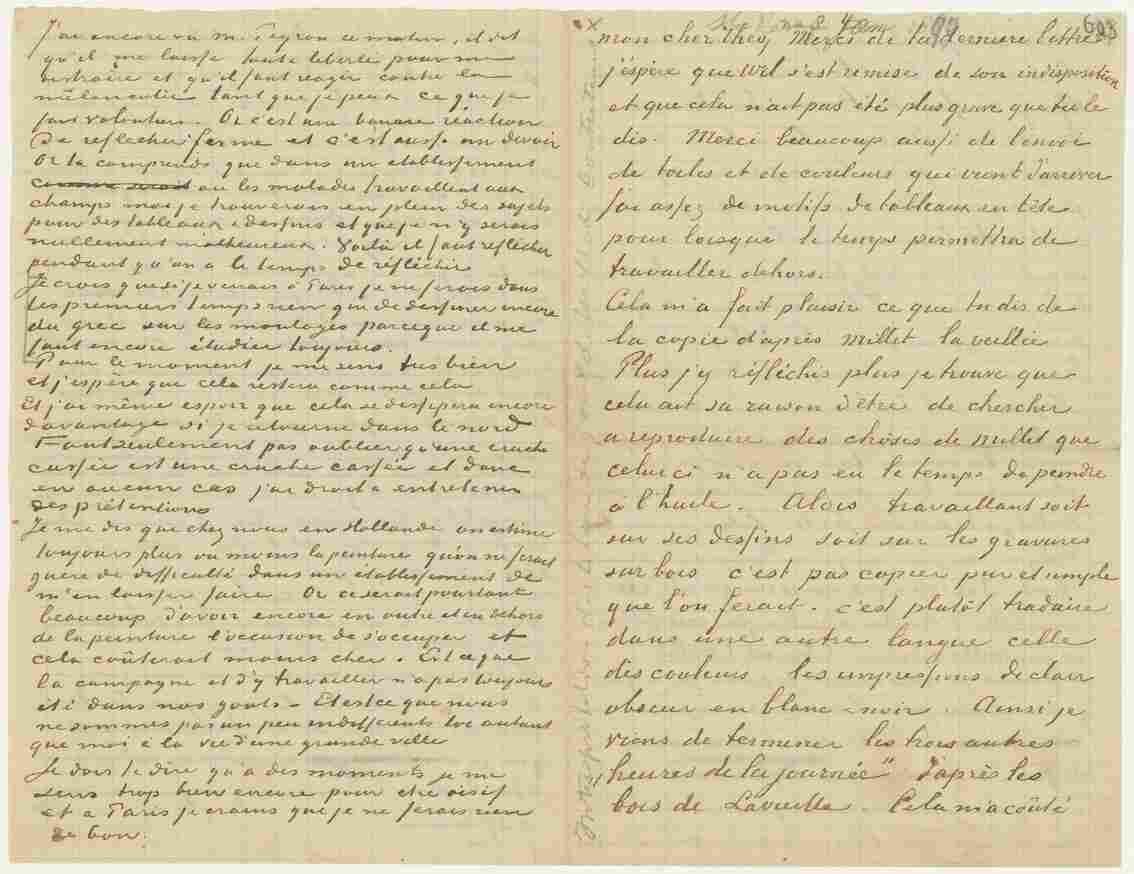 J'ai encore vu M. Peyron ce matin, il dit
qu'il me laisse toute liberté pour me
distraire et qu'il faut réagir contre la
mélancolie tant que je peux ce que je
fais volontiers. Or c'est une bonne réaction
de reflechir ferme et c'est aussi un devoir
Or tu comprends que dans un etablissement
comme serait ou les malades travaillent aux
champs moi je trouverais en plein des sujets
pour des tableaux & dessins et que je n'y serais
nullement malheureux. Voilà il faut réfléchir
pendant qu'on a le temps de réfléchir
Je crois que si je venais à Paris je ne ferais dans
les premiers temps rien que de dessiner encore
du grec sur les moulages parceque il me
faut encore étudier toujours.
Pour le moment je me sens très bien
et j'espère que cela restera comme cela
Et j'ai même espoir que cela se dissipera encore
davantage si je retourne dans le nord
Faut seulement pas oublier qu'une cruche
cassée est une cruche cassée et donc
en aucun cas j'ai droit à entretenir
des prétentions
Je me dis que chez nous en Hollande on estime
toujours plus ou moins la peinture qu'on ne ferait
guère de difficulté dans un établissement de
m'en laisser faire Or ce serait pourtant
beaucoup d'avoir encore en outre et en dehors
de la peinture l'occasion de s'occuper et
cela coûterait moins cher. Est ce que
la campagne et d'y travailler n'a pas toujours
été dans nos gouts. Et est ce que nous
ne sommes pas un peu indifferents toi autant
que moi à la vie d'une grande ville
Je dois te dire qu'à des moments je me
sens trop bien encore pour etre oisif
et à Paris je crains que je ne ferais rien
de bon.
603
mon cher Theo, Merci de ta dernière lettre
j'éspère que Wil s'est remise de son indisposition
et que cela n'ait pas été plus grave que tu le
dis. Merci beaucoup aussi de l'envoi
de toiles et de couleurs qui vient d'arriver
j'ai assez de motifs de tableaux en tête
pour lorsque le temps permettra de
travailler dehors.
Cela m'a fait plaisir ce que tu dis de
la copie d'après Millet la veillée
Plus j'y réfléchis plus je trouve que
cela ait sa raison d'être de chercher
a reproduire des choses de Millet que
celui ci n'a pas eu le temps de peindre
à l'huile. Alors travaillant soit
sur ses dessins soit sur les gravures
sur bois c'est pas copier pur et simple
que l'on ferait. c'est plutôt traduire
dans une autre langue celle
des couleurs les impressions de clair
obscur en blanc & noir. Ainsi je
viens de terminer les trois autres
"heures de la journée" d'après les
bois de Lavieille. Cela m'a coûté